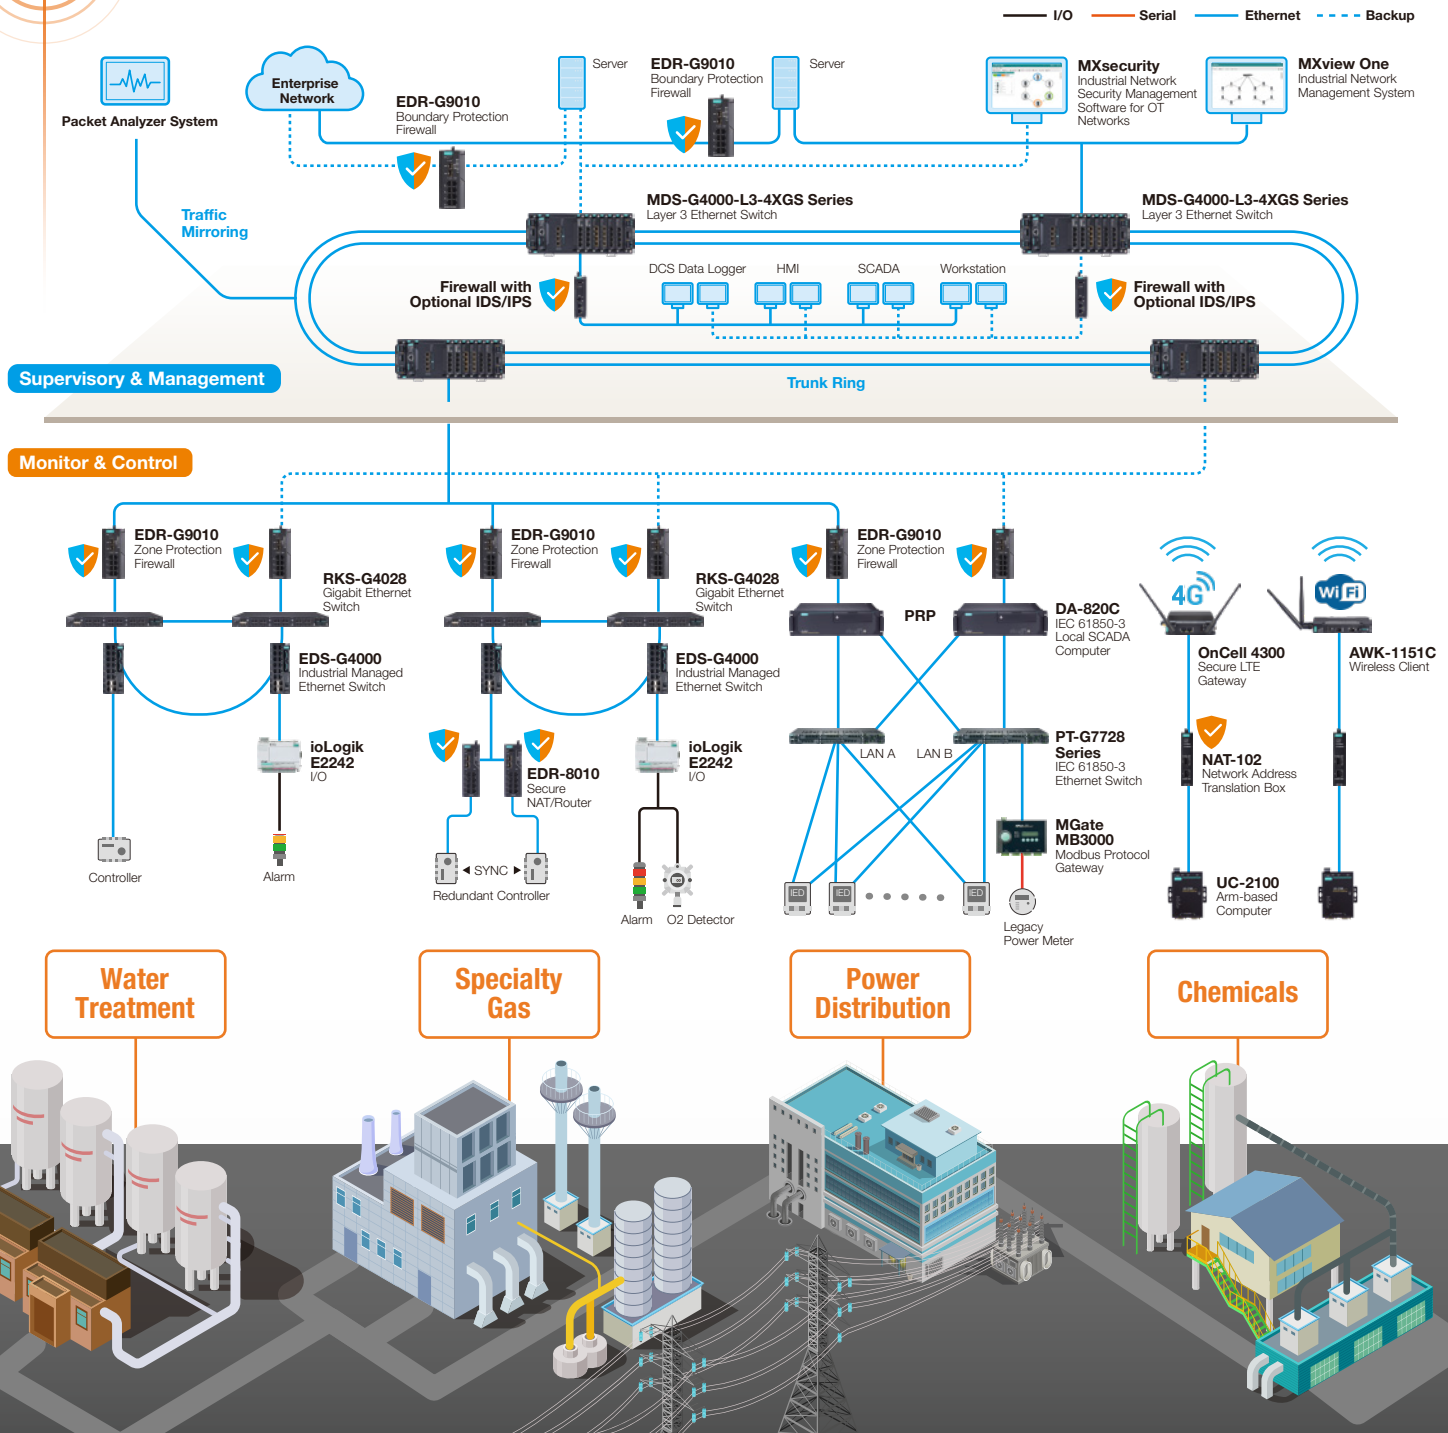 I/O
Serial
Ethernet
Backup
Packet Analyzer System
Enterprise
Network
EDR-G9010
Boundary Protection
Firewall
Server
EDR-G9010
Boundary Protection
Firewall
Server
MXsecurity
Industrial Network
Security Management
Software for OT
Networks
MXview One
Industrial Network
Management System
Traffic
Mirroring
MDS-G4000-L3-4XGS Series
Layer 3 Ethernet Switch
MDS-G4000-L3-4XGS Series
Layer 3 Ethernet Switch
Firewall with
Optional IDS/IPS
DCS Data Logger
HMI
SCADA
Workstation
Firewall with
Optional IDS/IPS
Supervisory & Management
Trunk Ring
Monitor & Control
EDR-G9010
Zone Protection
Firewall
RKS-G4028
Gigabit Ethernet
Switch
EDS-G4000
Industrial Managed
Ethernet Switch
ioLogik
E2242
I/O
Controller
Alarm
EDR-G9010
Zone Protection
Firewall
RKS-G4028
Gigabit Ethernet
Switch
EDS-G4000
Industrial Managed
Ethernet Switch
EDR-8010
Secure
NAT/Router
ioLogik
E2242
I/O
SYNC
Redundant Controller
Alarm
O2 Detector
EDR-G9010
Zone Protection
Firewall
PRP
DA-820C
IEC 61850-3
Local SCADA
Computer
LAN A
LAN B
PT-G7728
Series
IEC 61850-3
Ethernet Switch
MGate
MB3000
Modbus Protocol
Gateway
IED
IED
IED
Legacy
Power Meter
4G
OnCell 4300
Secure LTE
Gateway
NAT-102
Network Address
Translation Box
UC-2100
Arm-based
Computer
WiFi
AWK-1151C
Wireless Client
Water
Treatment
Specialty
Gas
Power
Distribution
Chemicals